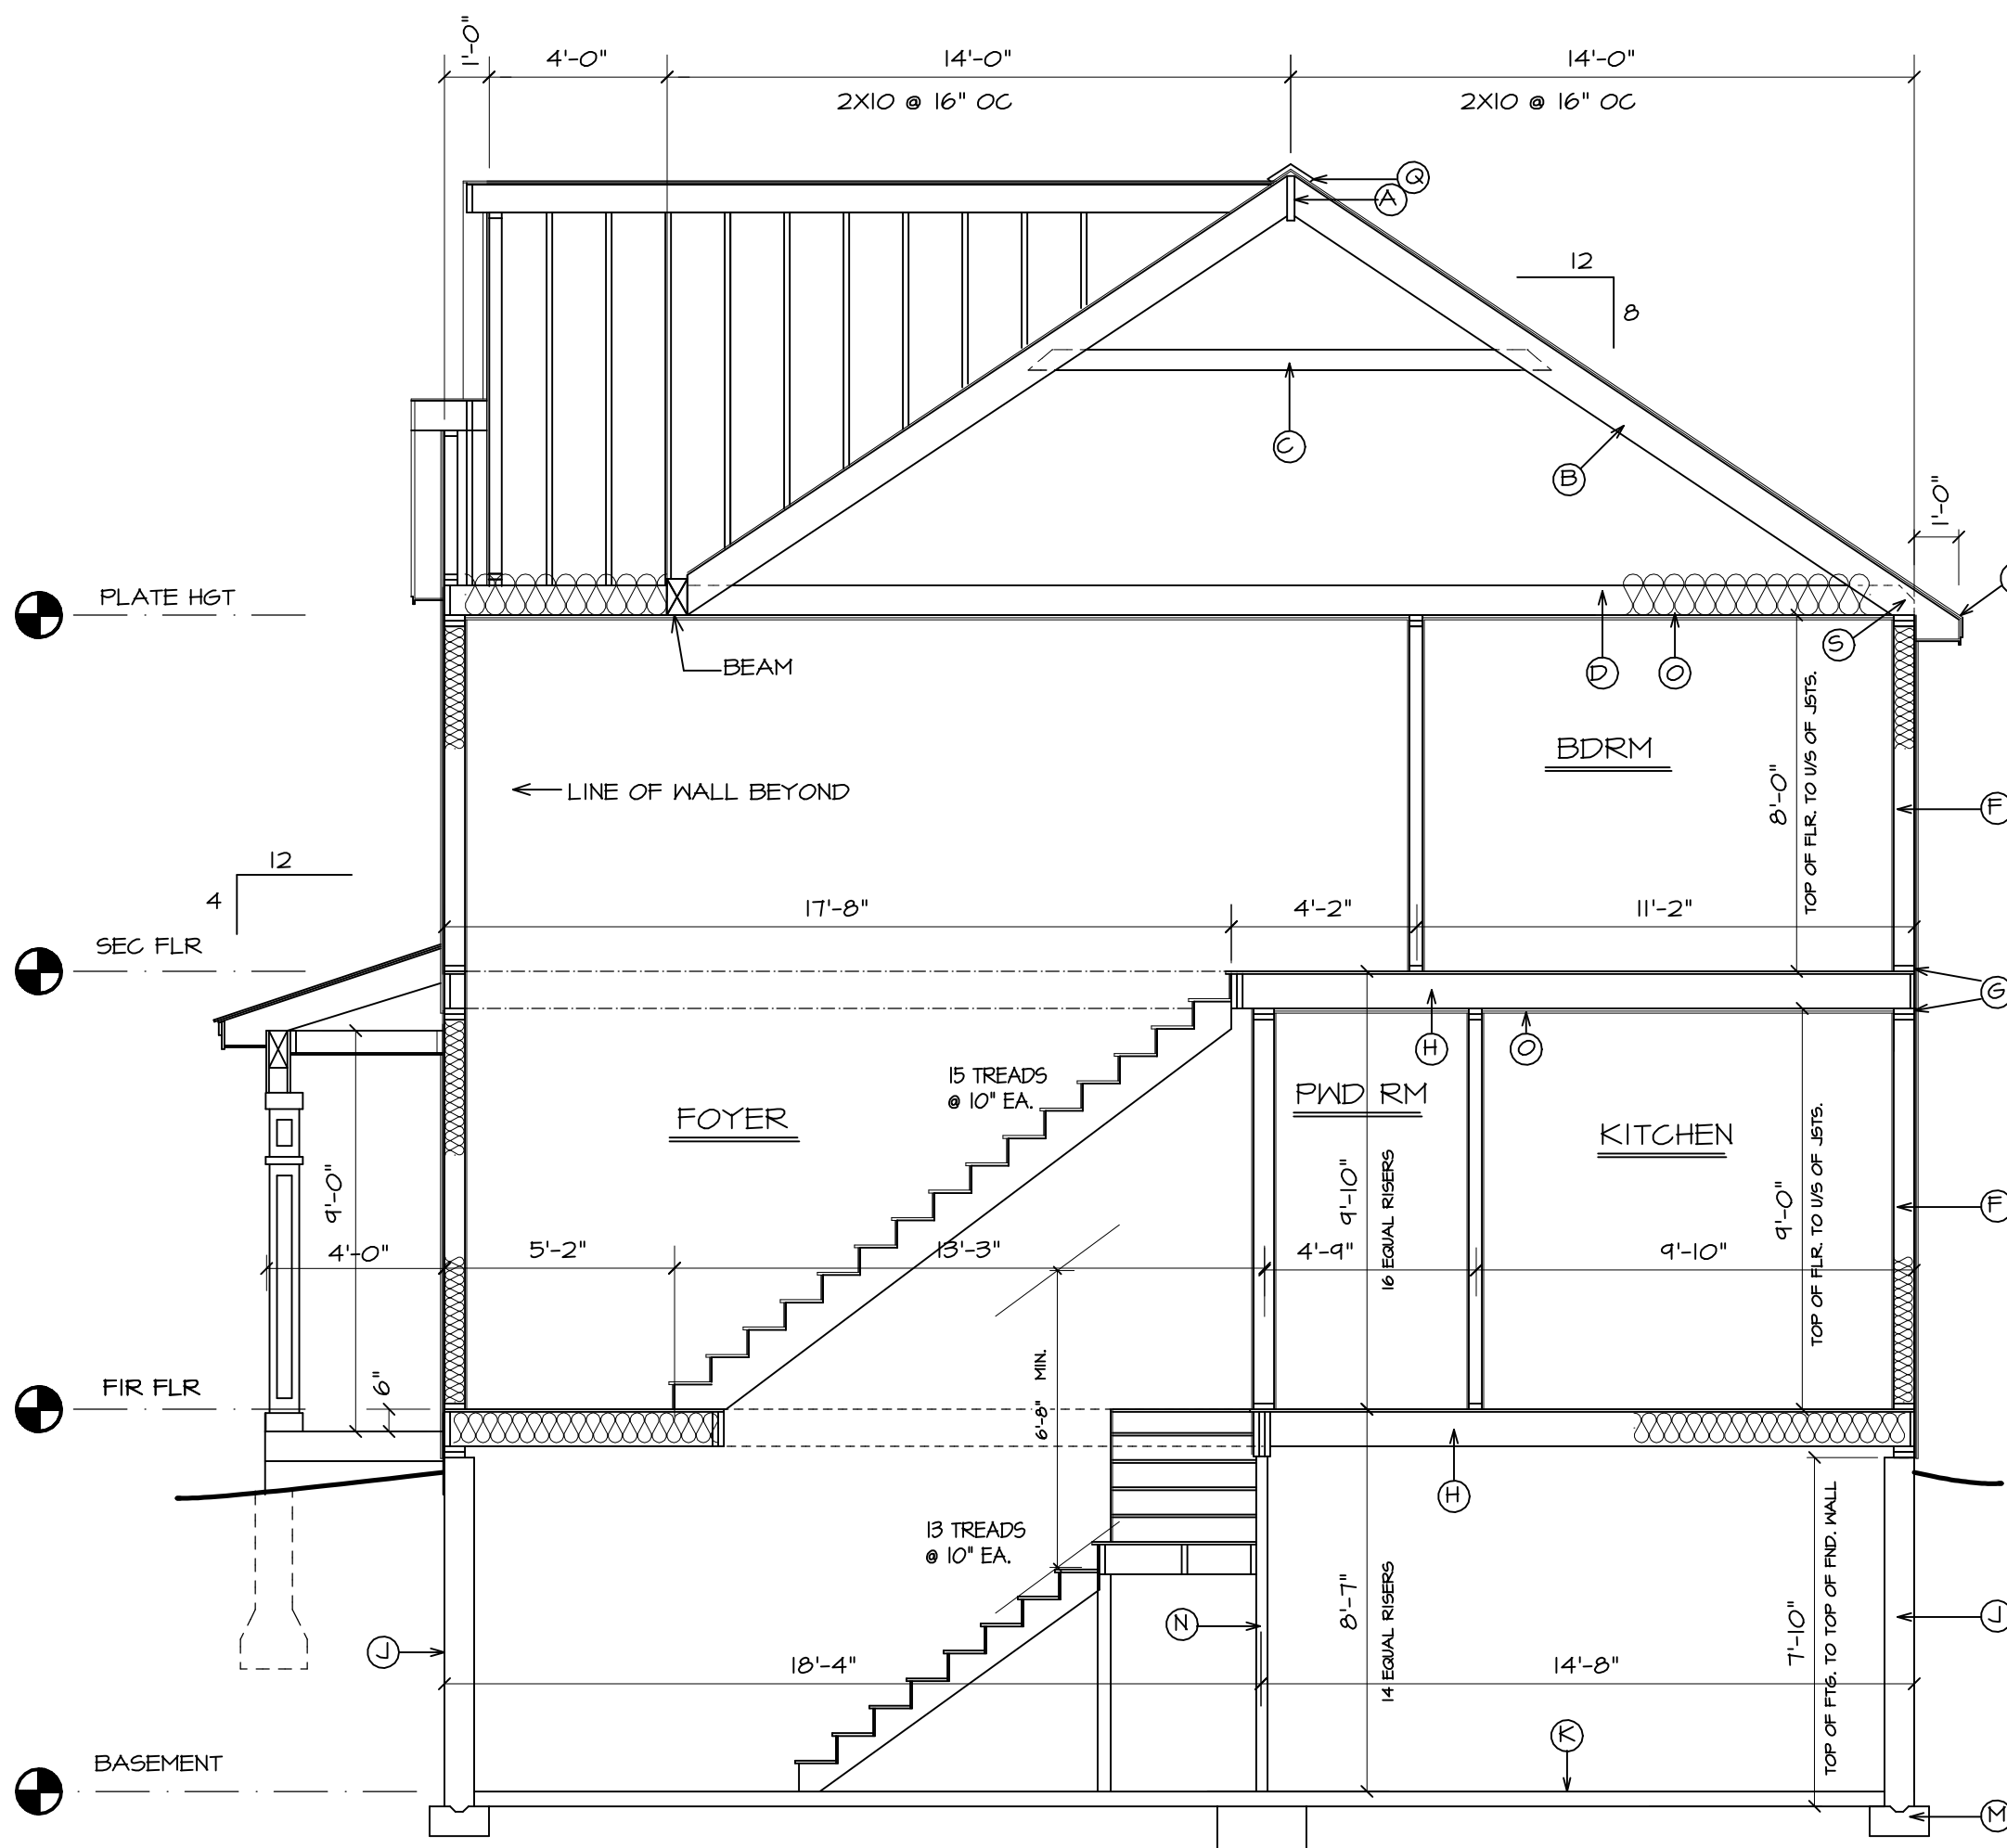 1'-0"
4'-0"
14'-0"
14'-0"
2X10 @ 16" OC
2X10 @ 16" OC
Q
A
12
8
C
B
1'-0"
PLATE HGT
S
BEAM
D
O
BDRM
8'-0"
TOP OF FLR. TO U/S OF JSTS.
LINE OF WALL BEYOND
F
12
4
17'-8"
4'-2"
11'-2"
SEC FLR
G
H
O
15 TREADS
@ 10" EA.
PWD RM
FOYER
KITCHEN
9'-0"
9'-10"
16 EQUAL RISERS
9'-0"
TOP OF FLR. TO U/S OF JSTS.
F
4'-0"
5'-2"
13'-3"
4'-9"
9'-10"
6'-8" MIN.
FIR FLR
6"
H
13 TREADS
@ 10" EA.
8'-7"
14 EQUAL RISERS
7'-10"
TOP OF FTG. TO TOP OF FND. WALL
N
J
J
18'-4"
14'-8"
K
BASEMENT
M